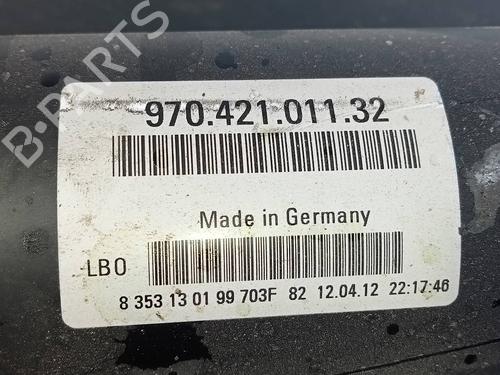 B-PARTS
970.421.011.32
Made in Germany
LB0
8 353 13 01 99 703F 82 12.04.12 22:17:46